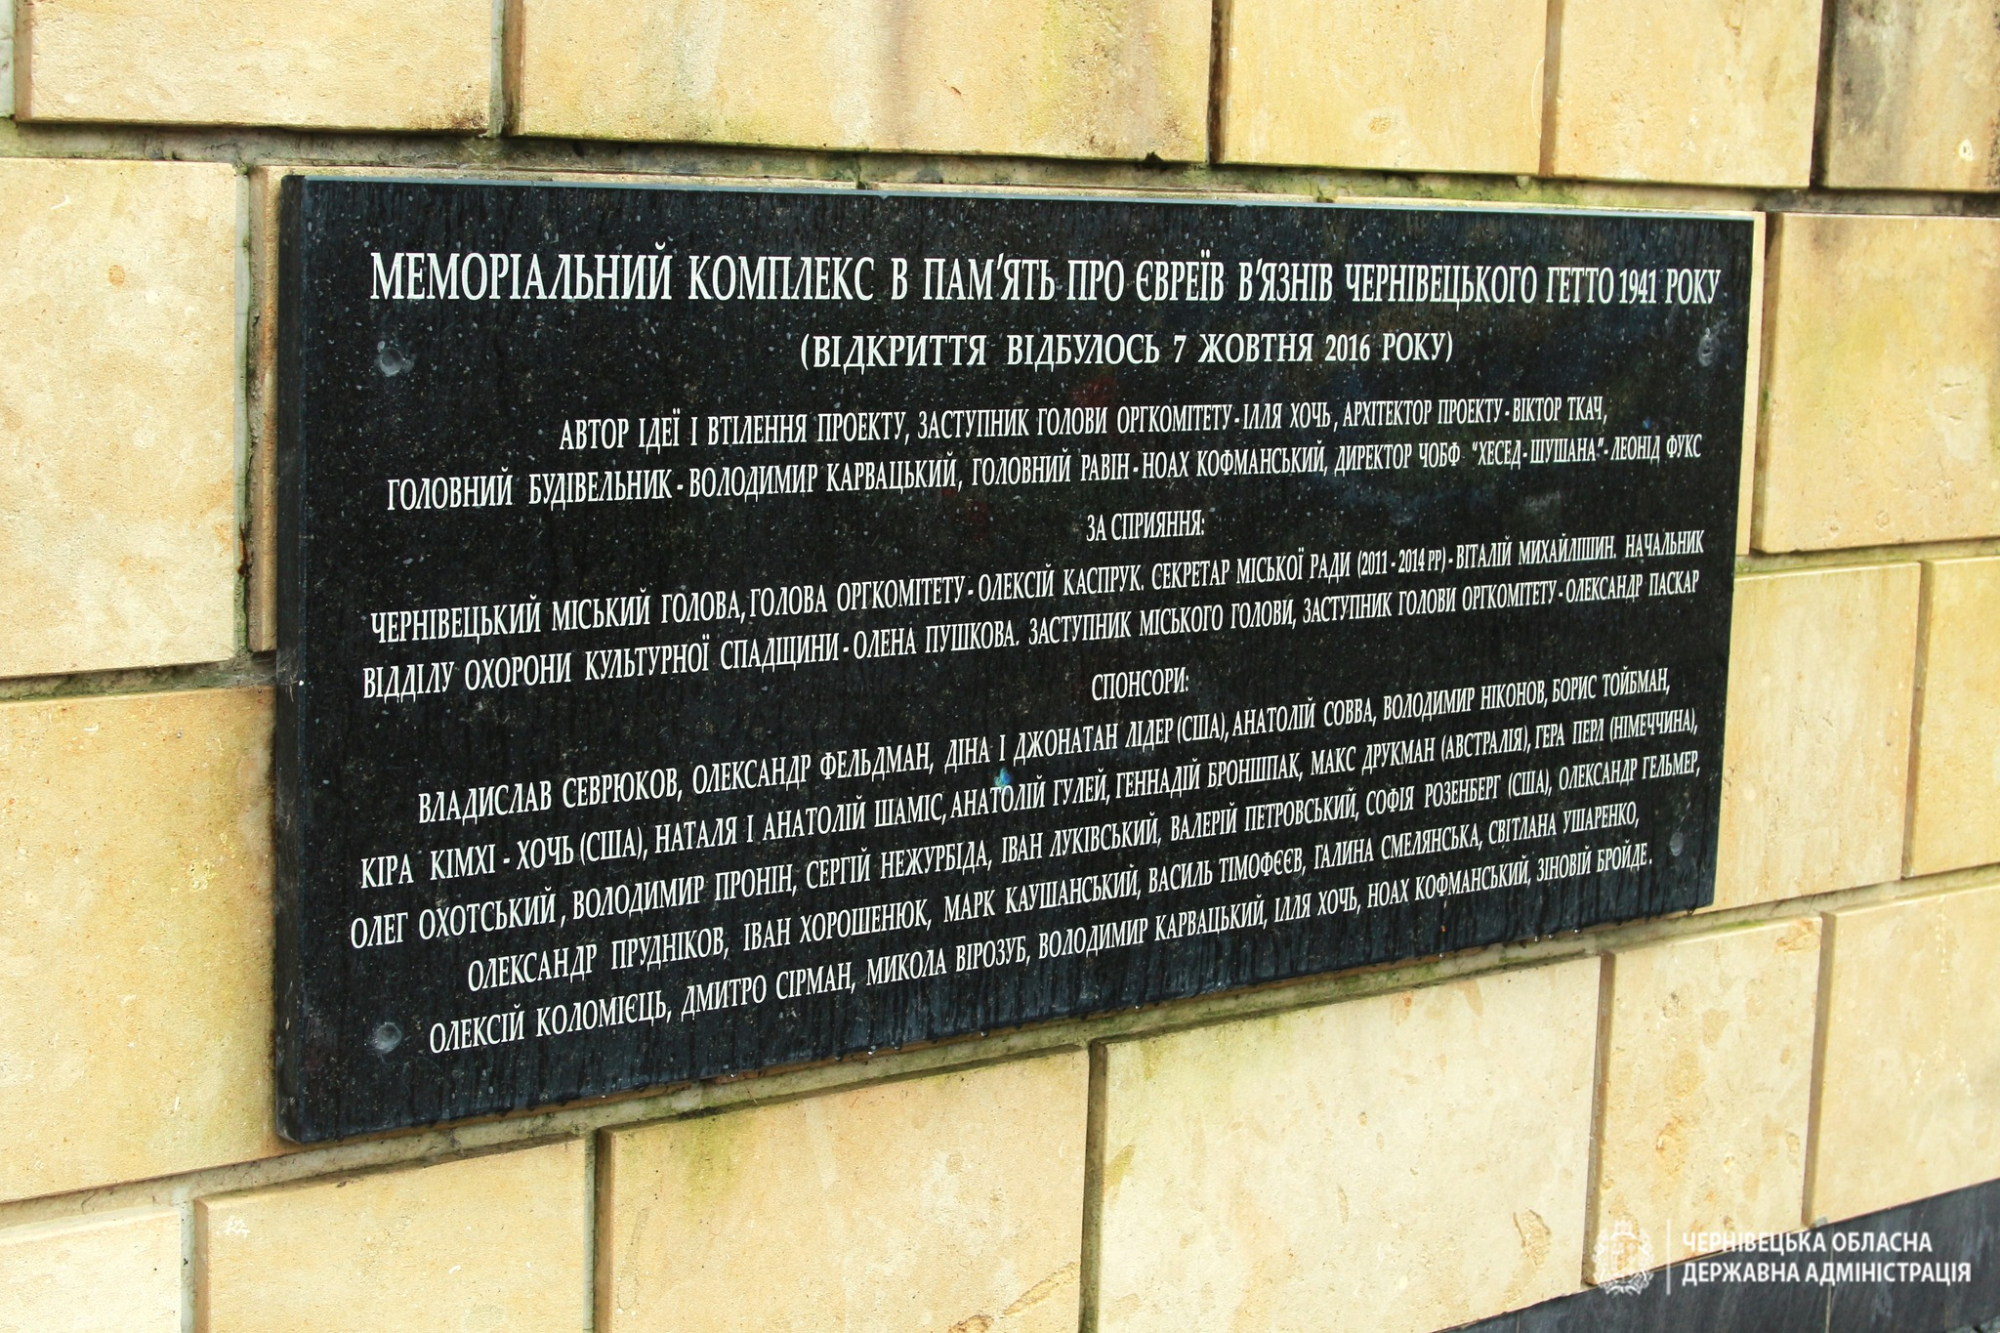 МЕМОРІАЛЬНИЙ КОМПЛЕКС В ПАМ'ЯТЬ ПРО ЄВРЕЇВ В'ЯЗНІВ ЧЕРНІВЕЦЬКОГО ГЕТТО 1941 РОКУ
(ВІДКРИТТЯ ВІДБУЛОСЬ 7 ЖОВТНЯ 2016 РОКУ)
АВТОР ІДЕЇ І ВТІЛЕННЯ ПРОЕКТУ, ЗАСТУПНИК ГОЛОВИ ОРГКОМІТЕТУ - ІЛЛЯ ХОЧЬ, АРХІТЕКТОР ПРОЕКТУ - ВІКТОР ТКАЧ,
ГОЛОВНИЙ БУДІВЕЛЬНИК - ВОЛОДИМИР КАРВАЦЬКИЙ, ГОЛОВНИЙ РАВІН - НОАХ КОФМАНСЬКИЙ, ДИРЕКТОР ЧОБФ "ХЕСЕД - ШУШАНА" - ЛЕОНІД ФУКС
ЗА СПРИЯННЯ:
ЧЕРНІВЕЦЬКИЙ МІСЬКИЙ ГОЛОВА, ГОЛОВА ОРГКОМІТЕТУ - ОЛЕКСІЙ КАСПРУК. СЕКРЕТАР МІСЬКОЇ РАДИ (2011 - 2014 РР) - ВІТАЛІЙ МИХАЙЛІШИН. НАЧАЛЬНИК
ВІДДІЛУ ОХОРОНИ КУЛЬТУРНОЇ СПАДЩИНИ - ОЛЕНА ПУШКОВА. ЗАСТУПНИК МІСЬКОГО ГОЛОВИ, ЗАСТУПНИК ГОЛОВИ ОРГКОМІТЕТУ - ОЛЕКСАНДР ПАСКАР
СПОНСОРИ:
ВЛАДИСЛАВ СЕВРЮКОВ, ОЛЕКСАНДР ФЕЛЬДМАН, ДІНА І ДЖОНАТАН ЛІДЕР (США), АНАТОЛІЙ СОВВА, ВОЛОДИМИР НІКОНОВ, БОРИС ТОЙБМАН,
КІРА КІМХІ - ХОЧЬ (США), НАТАЛЯ І АНАТОЛІЙ ШАМІС, АНАТОЛІЙ ГУЛЕЙ, ГЕННАДІЙ БРОНШПАК, МАКС ДРУКМАН (АВСТРАЛІЯ), ГЕРА ПЕРЛ (НІМЕЧЧИНА),
ОЛЕГ ОХОТСЬКИЙ, ВОЛОДИМИР ПРОНІН, СЕРГІЙ НЕЖУРБІДА, ІВАН ЛУКІВСЬКИЙ, ВАЛЕРІЙ ПЕТРОВСЬКИЙ, СОФІЯ РОЗЕНБЕРГ (США), ОЛЕКСАНДР ГЕЛЬМЕР,
ОЛЕКСАНДР ПРУДНІКОВ, ІВАН ХОРОШЕНЮК, МАРК КАУШАНСЬКИЙ, ВАСИЛЬ ТІМОФЄЄВ, ГАЛИНА СМЕЛЯНСЬКА, СВІТЛАНА УШАРЕНКО,
ОЛЕКСІЙ КОЛОМІЄЦЬ, ДМИТРО СІРМАН, МИКОЛА ВІРОЗУБ, ВОЛОДИМИР КАРВАЦЬКИЙ, ІЛЛЯ ХОЧЬ, НОАХ КОФМАНСЬКИЙ, ЗІНОВІЙ БРОЙДЕ.
ЧЕРНІВЕЦЬКА ОБЛАСНА
ДЕРЖАВНА АДМІНІСТРАЦІЯ